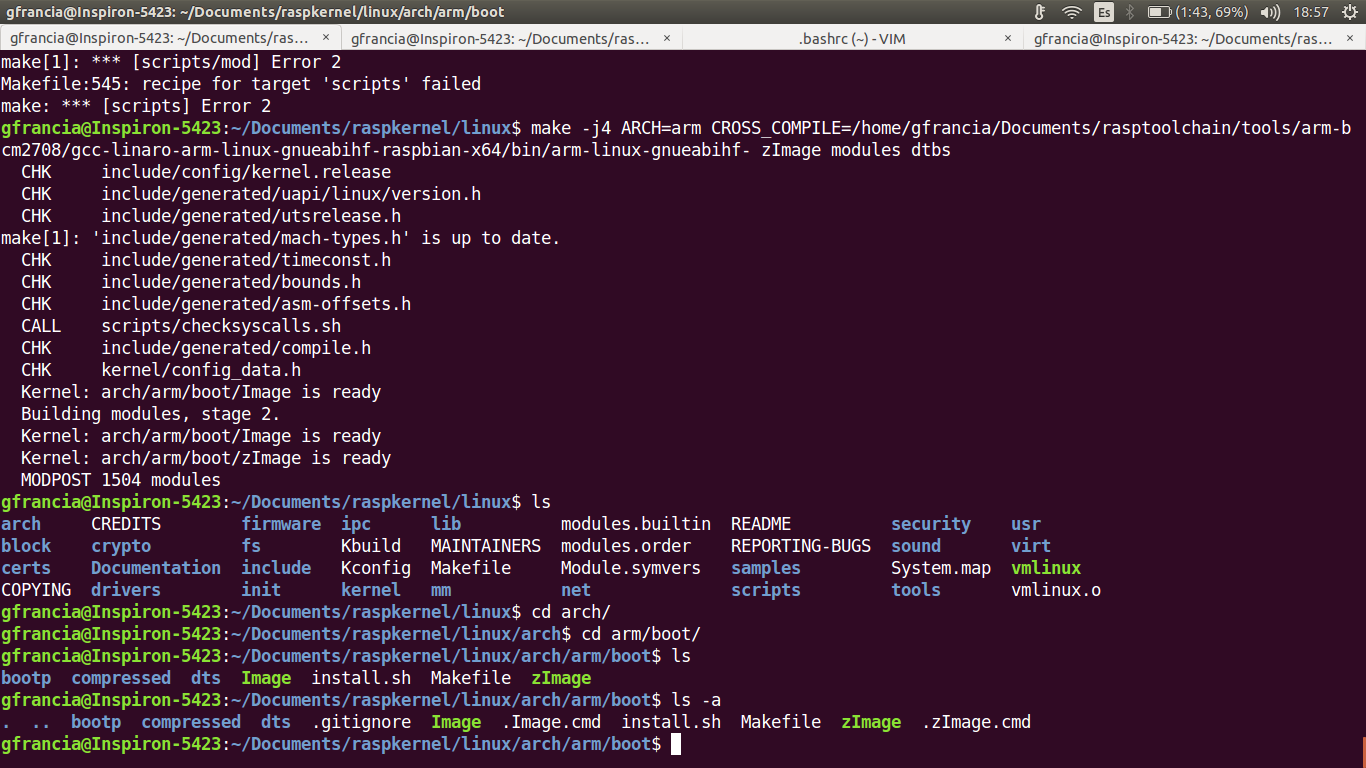 gfrancia@Inspiron-5423: ~/Documents/raspkernel/linux/arch/arm/boot Es (1:43, 69%) 18:57
gfrancia@Inspiron-5423: ~/Documents/ras... × gfrancia@Inspiron-5423: ~/Documents/ras... × .bashrc (~) - VIM × gfrancia@Inspiron-5423: ~/Documents/ras... ×
make[1]: *** [scripts/mod] Error 2
Makefile:545: recipe for target 'scripts' failed
make: *** [scripts] Error 2
gfrancia@Inspiron-5423:~/Documents/raspkernel/linux$ make -j4 ARCH=arm CROSS_COMPILE=/home/gfrancia/Documents/rasptoolchain/tools/arm-b
cm2708/gcc-linaro-arm-linux-gnueabihf-raspbian-x64/bin/arm-linux-gnueabihf- zImage modules dtbs
  CHK     include/config/kernel.release
  CHK     include/generated/uapi/linux/version.h
  CHK     include/generated/utsrelease.h
make[1]: 'include/generated/mach-types.h' is up to date.
  CHK     include/generated/timeconst.h
  CHK     include/generated/bounds.h
  CHK     include/generated/asm-offsets.h
  CALL    scripts/checksyscalls.sh
  CHK     include/generated/compile.h
  CHK     kernel/config_data.h
  Kernel: arch/arm/boot/Image is ready
  Building modules, stage 2.
  Kernel: arch/arm/boot/Image is ready
  Kernel: arch/arm/boot/zImage is ready
  MODPOST 1504 modules
gfrancia@Inspiron-5423:~/Documents/raspkernel/linux$ ls
arch     CREDITS        firmware  ipc      lib          modules.builtin  README          security    usr
block    crypto         fs        Kbuild   MAINTAINERS  modules.order    REPORTING-BUGS  sound       virt
certs    Documentation  include   Kconfig  Makefile     Module.symvers   samples         System.map  vmlinux
COPYING  drivers        init      kernel   mm           net              scripts         tools       vmlinux.o
gfrancia@Inspiron-5423:~/Documents/raspkernel/linux$ cd arch/
gfrancia@Inspiron-5423:~/Documents/raspkernel/linux/arch$ cd arm/boot/
gfrancia@Inspiron-5423:~/Documents/raspkernel/linux/arch/arm/boot$ ls
bootp  compressed  dts  Image  install.sh  Makefile  zImage
gfrancia@Inspiron-5423:~/Documents/raspkernel/linux/arch/arm/boot$ ls -a
.  ..  bootp  compressed  dts  .gitignore  Image  .Image.cmd  install.sh  Makefile  zImage  .zImage.cmd
gfrancia@Inspiron-5423:~/Documents/raspkernel/linux/arch/arm/boot$